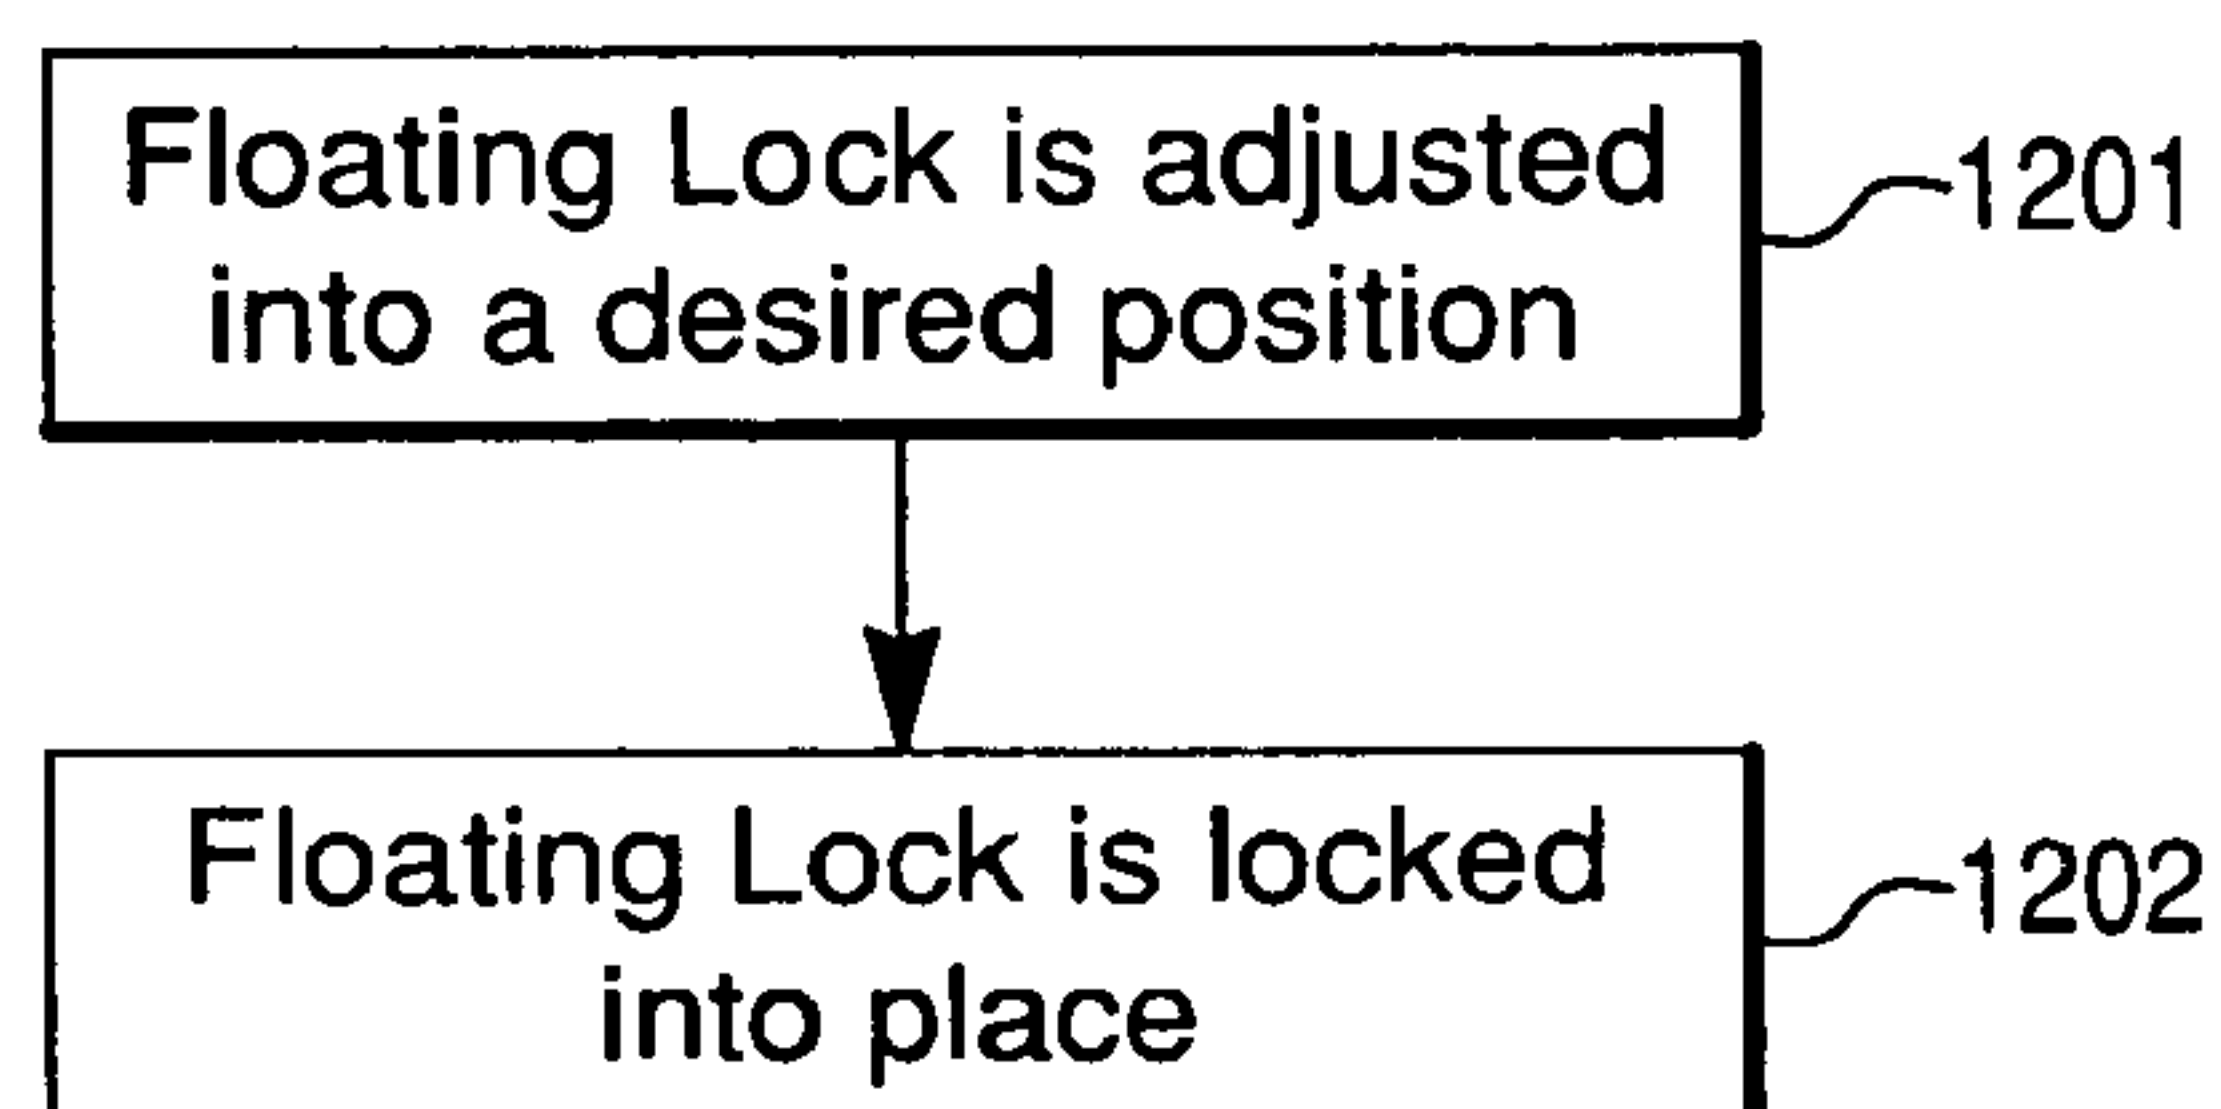 Floating Lock is adjusted
into a desired position
1201
Floating Lock is locked
into place
1202